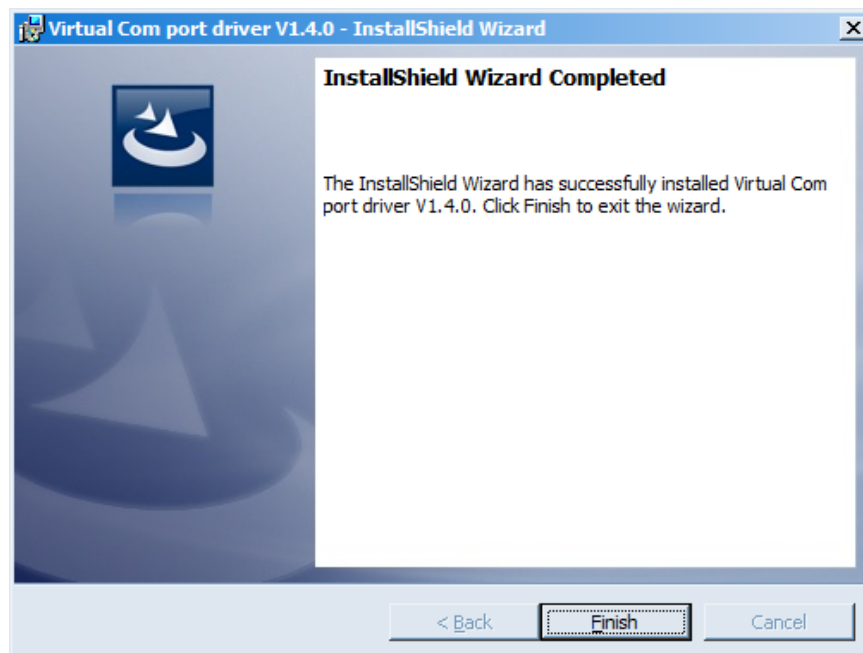 Virtual Com port driver V1.4.0 - InstallShield Wizard
InstallShield Wizard Completed
The InstallShield Wizard has successfully installed Virtual Com
port driver V1.4.0. Click Finish to exit the wizard.
< Back
Finish
Cancel